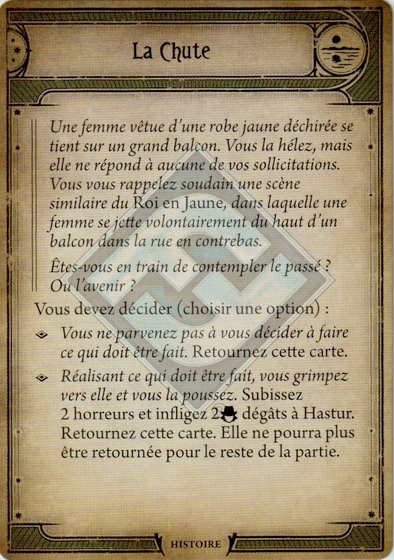 La Chute
Une femme vêtue d'une robe jaune déchirée se
tient sur un grand balcon. Vous la hélez, mais
elle ne répond à aucune de vos sollicitations.
Vous vous rappelez soudain une scène
similaire du Roi en Jaune, dans laquelle une
femme se jette volontairement du haut d'un
balcon dans la rue en contrebas.
Êtes-vous en train de contempler le passé ?
Ou l'avenir ?
Vous devez décider (choisir une option) :
Vous ne parvenez pas à vous décider à faire
ce qui doit être fait. Retournez cette carte.
Réalisant ce qui doit être fait, vous grimpez
vers elle et vous la poussez. Subissez
2 horreurs et infligez 2 dégâts à Hastur.
Retournez cette carte. Elle ne pourra plus
être retournée pour le reste de la partie.
HISTOIRE